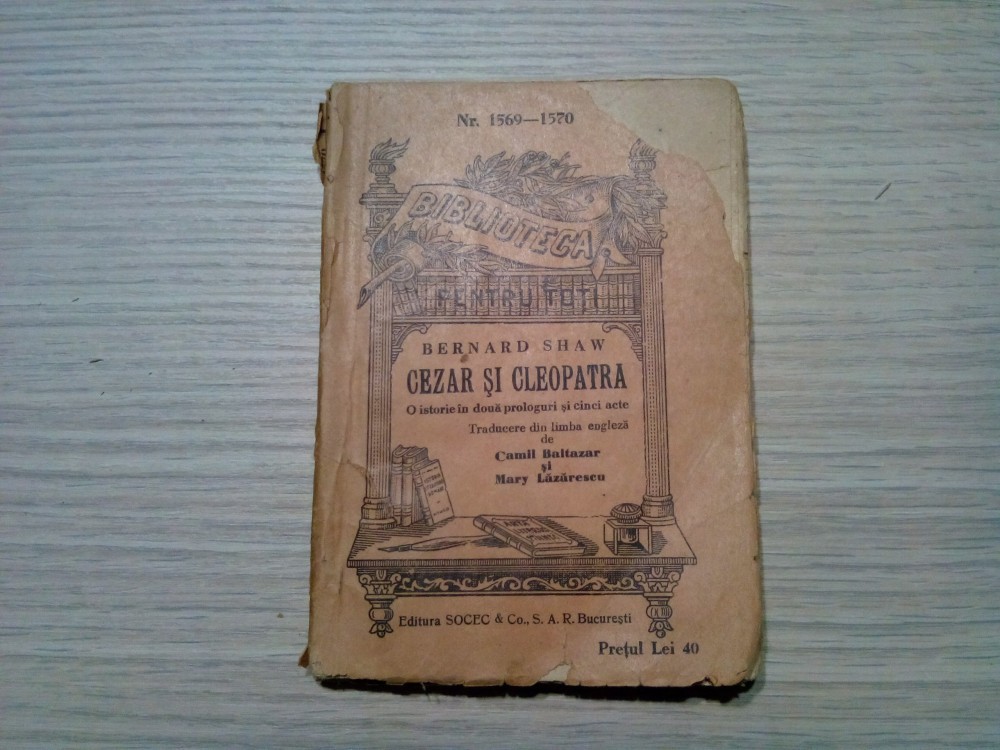 Nr. 1569—1570
BIBLIOTECA
PENTRU TOȚI
BERNARD SHAW
CEZAR ȘI CLEOPATRA
O istorie în două prologuri și cinci acte
Traducere din limba engleză
de
Camil Baltazar
și
Mary Lăzărescu
ARTA
Editura SOCEC & Co., S. A. R. București
Prețul Lei 40